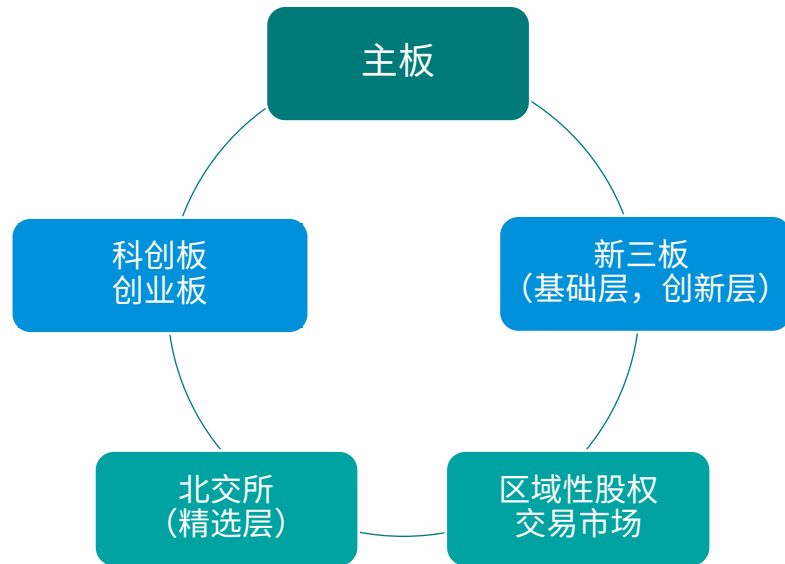 主板
科创板
创业板
新三板
（基础层，创新层）
北交所
（精选层）
区域性股权
交易市场